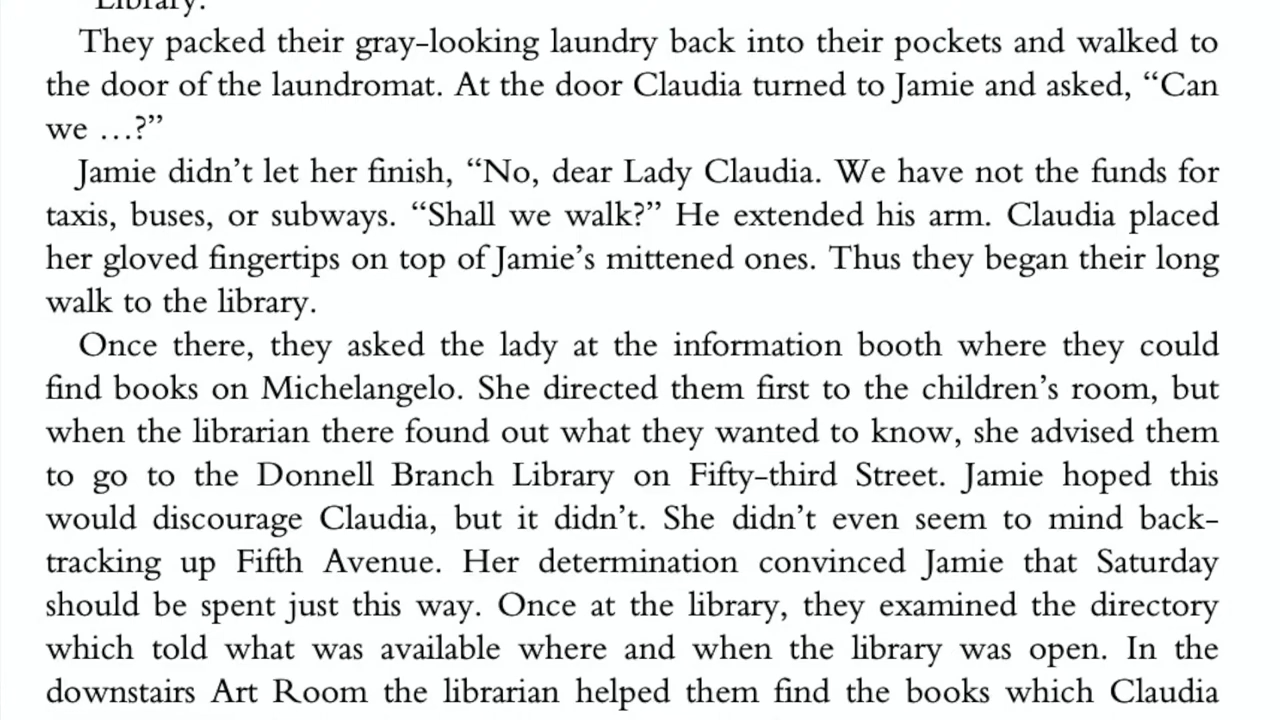 Library.
They packed their gray-looking laundry back into their pockets and walked to
the door of the laundromat. At the door Claudia turned to Jamie and asked, “Can
we …?”
Jamie didn’t let her finish, “No, dear Lady Claudia. We have not the funds for
taxis, buses, or subways. “Shall we walk?” He extended his arm. Claudia placed
her gloved fingertips on top of Jamie’s mittened ones. Thus they began their long
walk to the library.
Once there, they asked the lady at the information booth where they could
find books on Michelangelo. She directed them first to the children’s room, but
when the librarian there found out what they wanted to know, she advised them
to go to the Donnell Branch Library on Fifty-third Street. Jamie hoped this
would discourage Claudia, but it didn’t. She didn’t even seem to mind back-
tracking up Fifth Avenue. Her determination convinced Jamie that Saturday
should be spent just this way. Once at the library, they examined the directory
which told what was available where and when the library was open. In the
downstairs Art Room the librarian helped them find the books which Claudia